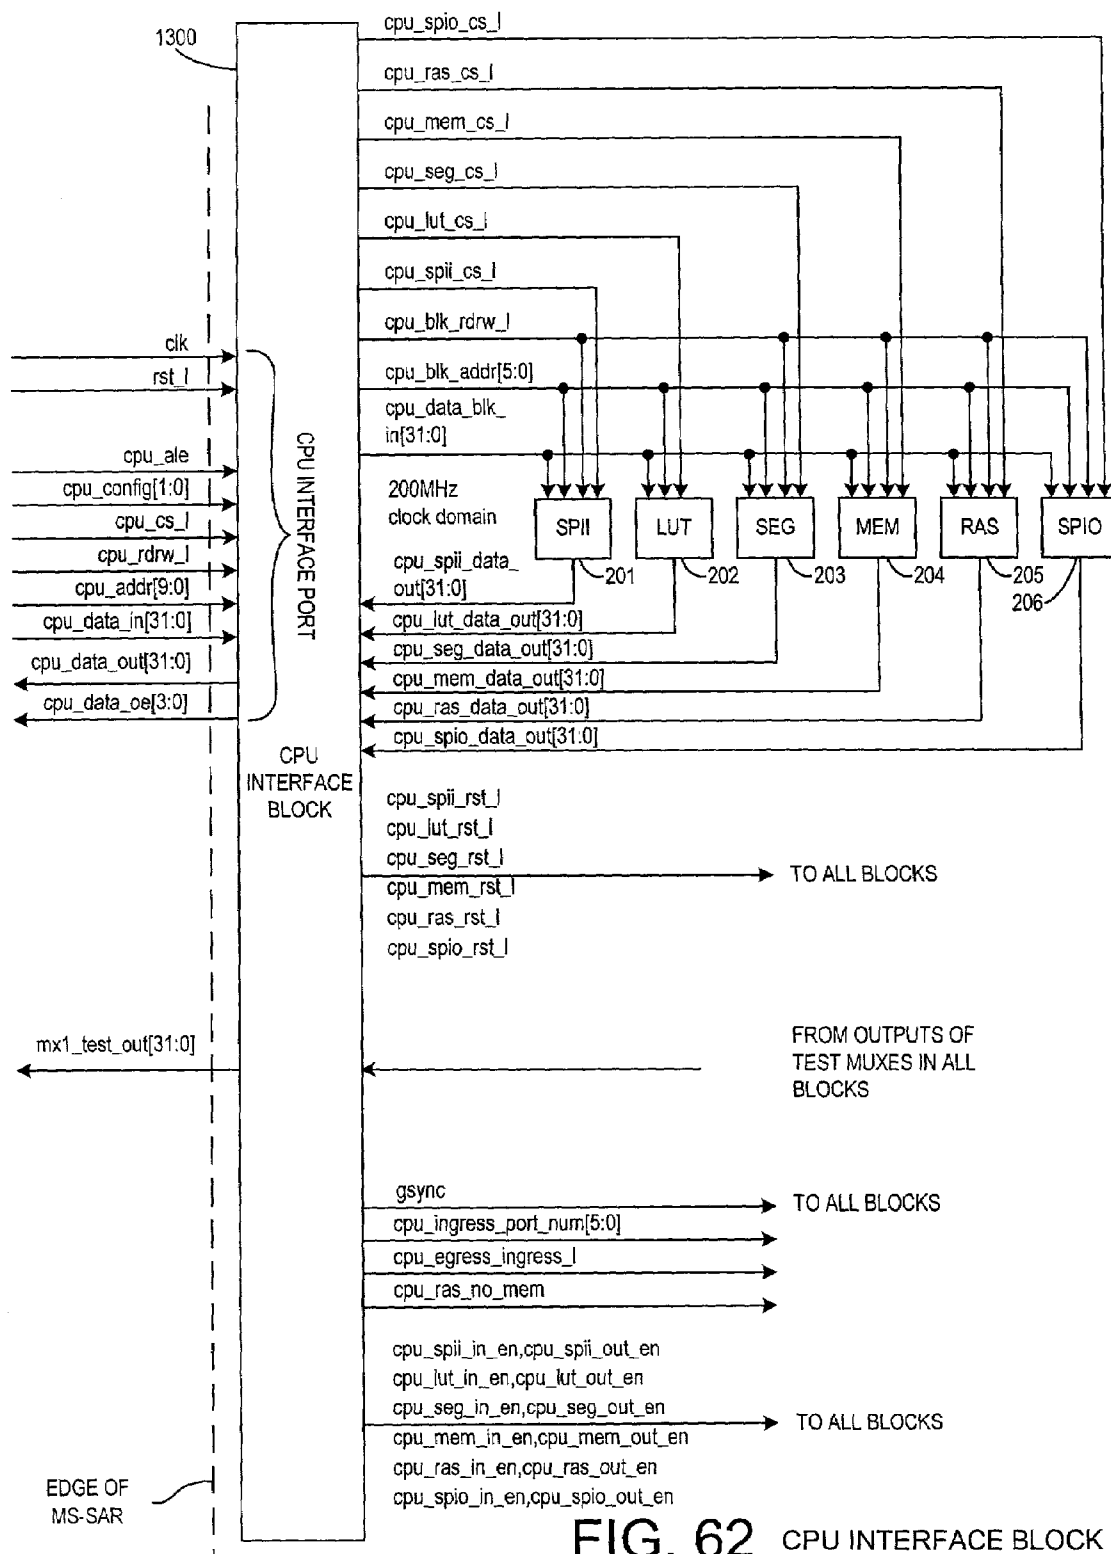 1300
cpu_spio_cs_l
cpu_ras_cs_l
cpu_mem_cs_l
cpu_seg_cs_l
cpu_lut_cs_l
cpu_spii_cs_l
cpu_blk_rdrw_l
cpu_blk_addr[5:0]
cpu_data_blk_
in[31:0]
200MHz
clock domain
clk
rst_l
cpu_ale
cpu_config[1:0]
cpu_cs_l
cpu_rdrw_l
cpu_addr[9:0]
cpu_data_in[31:0]
cpu_data_out[31:0]
cpu_data_oe[3:0]
CPU INTERFACE PORT
SPII
LUT
SEG
MEM
RAS
SPIO
201
202
203
204
205
206
cpu_spii_data_
out[31:0]
cpu_lut_data_out[31:0]
cpu_seg_data_out[31:0]
cpu_mem_data_out[31:0]
cpu_ras_data_out[31:0]
cpu_spio_data_out[31:0]
CPU
INTERFACE
BLOCK
cpu_spii_rst_l
cpu_lut_rst_l
cpu_seg_rst_l
cpu_mem_rst_l
cpu_ras_rst_l
cpu_spio_rst_l
TO ALL BLOCKS
mx1_test_out[31:0]
FROM OUTPUTS OF
TEST MUXES IN ALL
BLOCKS
gsync
cpu_ingress_port_num[5:0]
cpu_egress_ingress_l
cpu_ras_no_mem
TO ALL BLOCKS
cpu_spii_in_en,cpu_spii_out_en
cpu_lut_in_en,cpu_lut_out_en
cpu_seg_in_en,cpu_seg_out_en
cpu_mem_in_en,cpu_mem_out_en
cpu_ras_in_en,cpu_ras_out_en
cpu_spio_in_en,cpu_spio_out_en
TO ALL BLOCKS
EDGE OF
MS-SAR
FIG. 62 CPU INTERFACE BLOCK